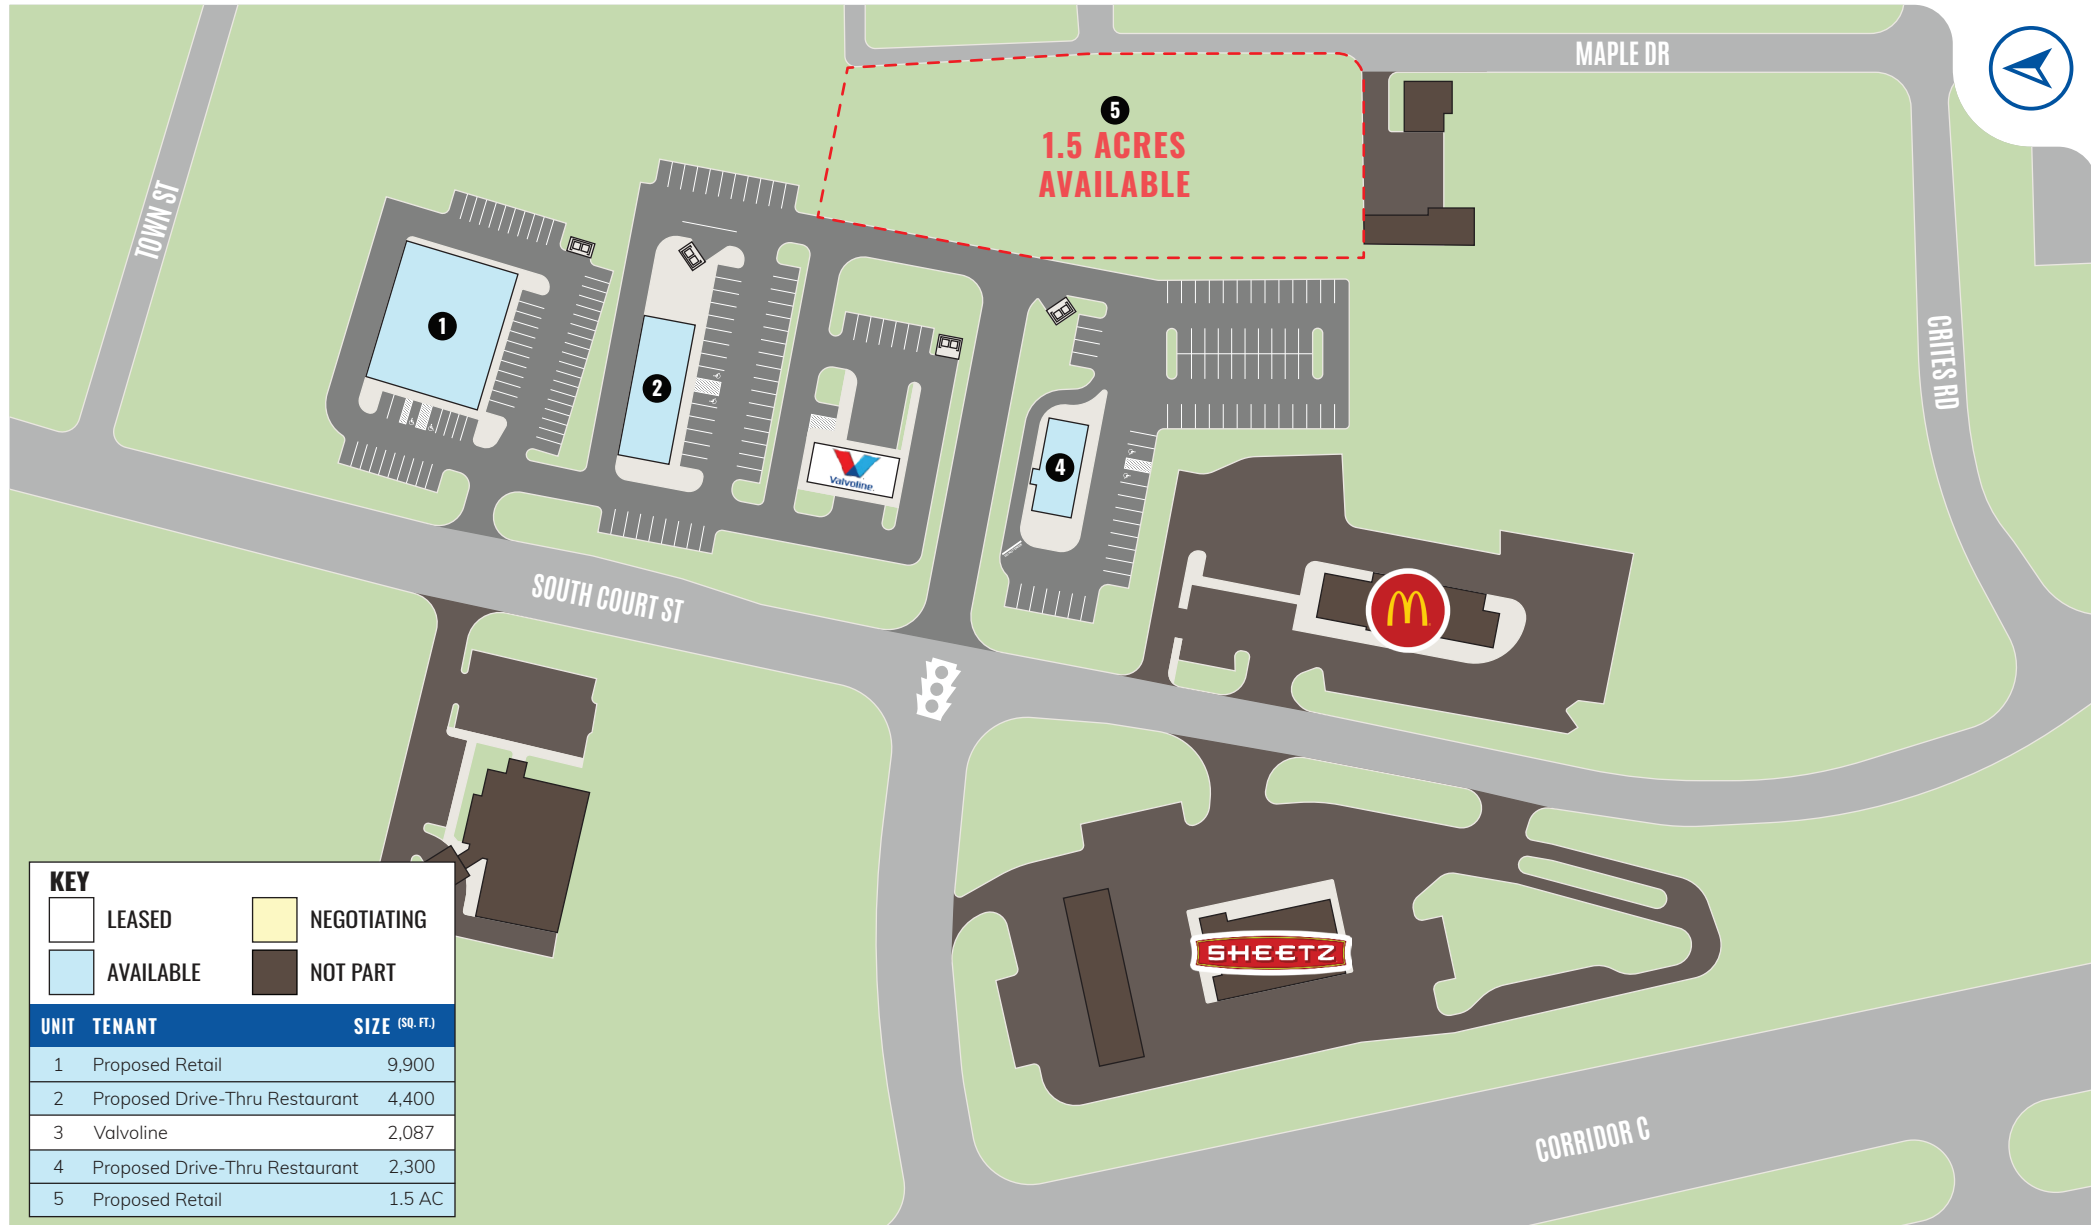 MAPLE DR
5
1.5 ACRES
AVAILABLE
TOWN ST
1
2
Valvoline
4
CRITES RD
SOUTH COURT ST
M
SHEETZ
CORRIDOR C
KEY
LEASED
NEGOTIATING
AVAILABLE
NOT PART
UNIT TENANT SIZE (SQ. FT.)
1 Proposed Retail 9,900
2 Proposed Drive-Thru Restaurant 4,400
3 Valvoline 2,087
4 Proposed Drive-Thru Restaurant 2,300
5 Proposed Retail 1.5 AC